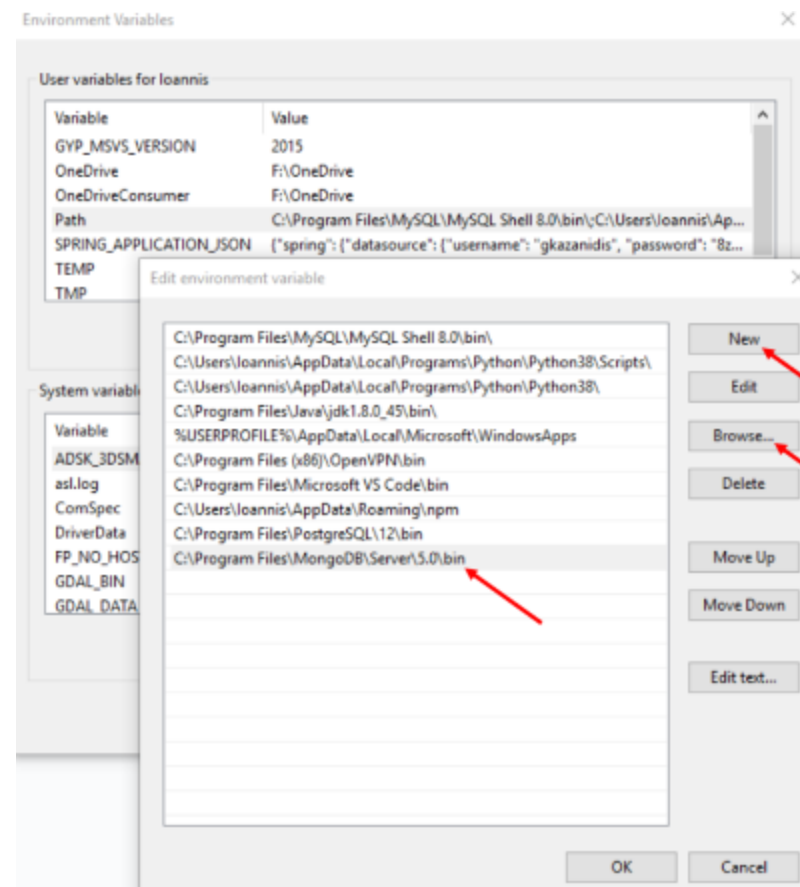 Environment Variables
User variables for Ioannis
Variable Value
GYP_MSVS_VERSION 2015
OneDrive F:\OneDrive
OneDriveConsumer F:\OneDrive
Path C:\Program Files\MySQL\MySQL Shell 8.0\bin\;C:\Users\Ioannis\Ap...
SPRING_APPLICATION_JSON {"spring": {"datasource": {"username": "gkazanidis", "password": "8z...
TEMP
TMP
Edit environment variable
C:\Program Files\MySQL\MySQL Shell 8.0\bin\
C:\Users\Ioannis\AppData\Local\Programs\Python\Python38\Scripts\
C:\Users\Ioannis\AppData\Local\Programs\Python\Python38\
C:\Program Files\Java\jdk1.8.0_45\bin\
%USERPROFILE%\AppData\Local\Microsoft\WindowsApps
C:\Program Files (x86)\OpenVPN\bin
C:\Program Files\Microsoft VS Code\bin
C:\Users\Ioannis\AppData\Roaming\npm
C:\Program Files\PostgreSQL\12\bin
C:\Program Files\MongoDB\Server\5.0\bin
New
Edit
Browse...
Delete
Move Up
Move Down
Edit text...
OK Cancel
System variabl
Variable
ADSK_3DSM
asl.log
ComSpec
DriverData
FP_NO_HOS
GDAL_BIN
GDAL_DATA